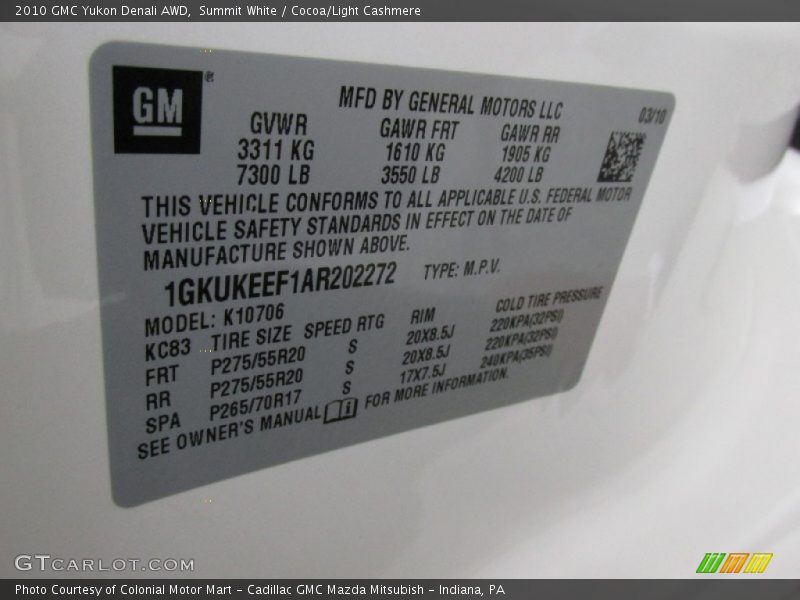 2010 GMC Yukon Denali AWD,  Summit White / Cocoa/Light Cashmere
GM®
MFD BY GENERAL MOTORS LLC
03/10
GVWR GAWR FRT GAWR RR
3311 KG 1610 KG 1905 KG
7300 LB 3550 LB 4200 LB
THIS VEHICLE CONFORMS TO ALL APPLICABLE U.S. FEDERAL MOTOR
VEHICLE SAFETY STANDARDS IN EFFECT ON THE DATE OF
MANUFACTURE SHOWN ABOVE.
1GKUKEEF1AR202272 TYPE: M.P.V.
MODEL: K10706
KC83 TIRE SIZE SPEED RTG RIM COLD TIRE PRESSURE
FRT P275/55R20 S 20X8.5J 220KPA(32PSI)
RR P275/55R20 S 20X8.5J 220KPA(32PSI)
SPA P265/70R17 S 17X7.5J 240KPA(35PSI)
SEE OWNER'S MANUAL FOR MORE INFORMATION.
GTCARLOT.COM
Photo Courtesy of Colonial Motor Mart – Cadillac GMC Mazda Mitsubish – Indiana, PA